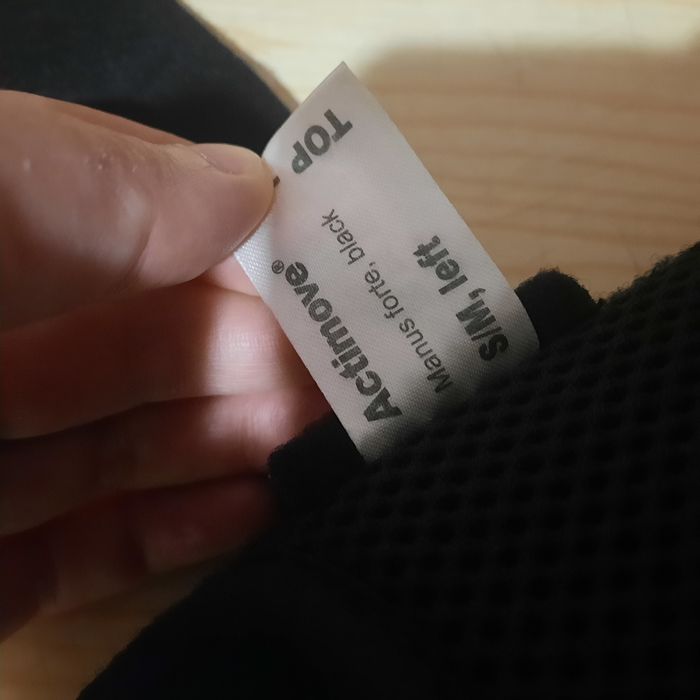 TOP
Actimove®
Manus forte, black
S/M, left